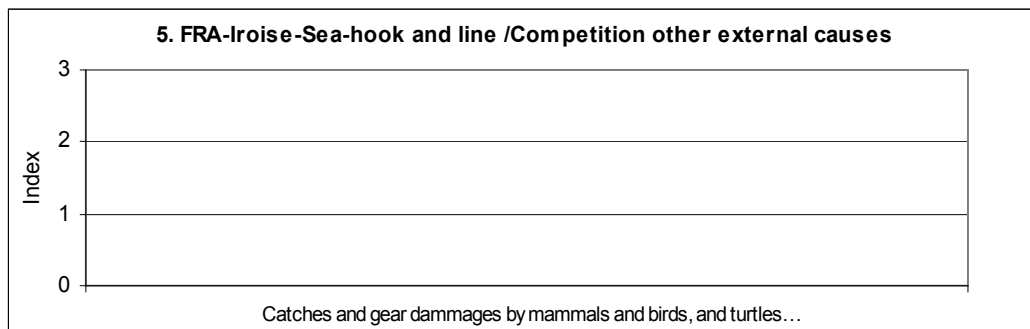 5. FRA-Iroise-Sea-hook and line /Competition other external causes
3
2
1
0
Index
Catches and gear dammages by mammals and birds, and turtles…